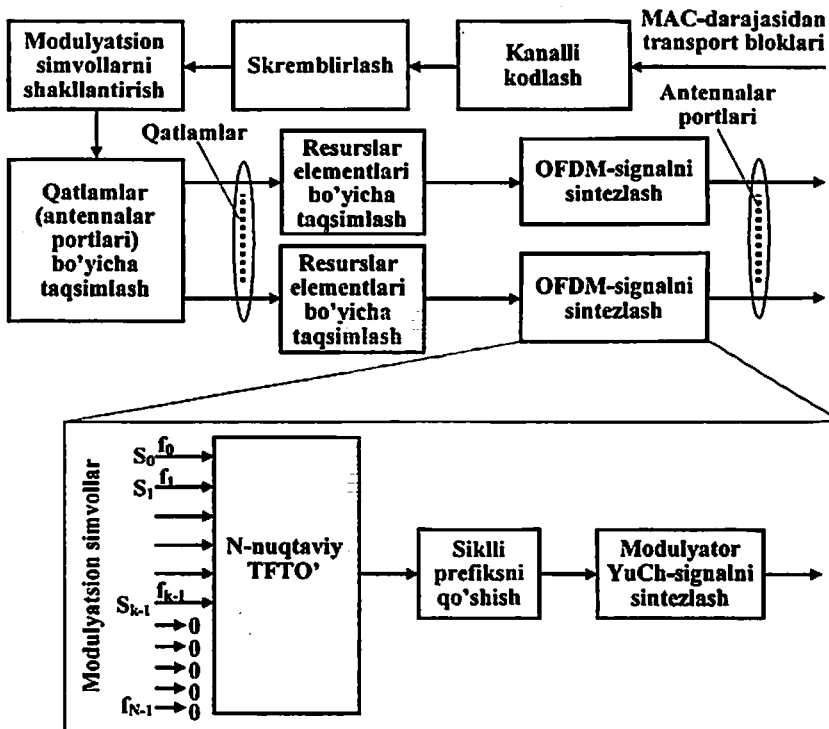 MAC-darajasidan
transport bloklari
Modulyatsion
simvollarni
shakllantirish
Skremblirlash
Kanalli
kodlash
Qatlamlar
Antennalar
portlari
Qatlamlar
(antennalar
portlari)
bo'yicha
taqsimlash
Resurslar
elementlari
bo'yicha
taqsimlash
OFDM-signalni
sintezlash
Resurslar
elementlari
bo'yicha
taqsimlash
OFDM-signalni
sintezlash
Modulyatsion simvollar
S₀ f₀
S₁ f₁
Sₖ₋₁ fₖ₋₁
0
0
0
0
f_N-1 0
N-nuqtaviy
TFTO'
Siklli
prefiksni
qo'shish
Modulyator
YuCh-signalni
sintezlash